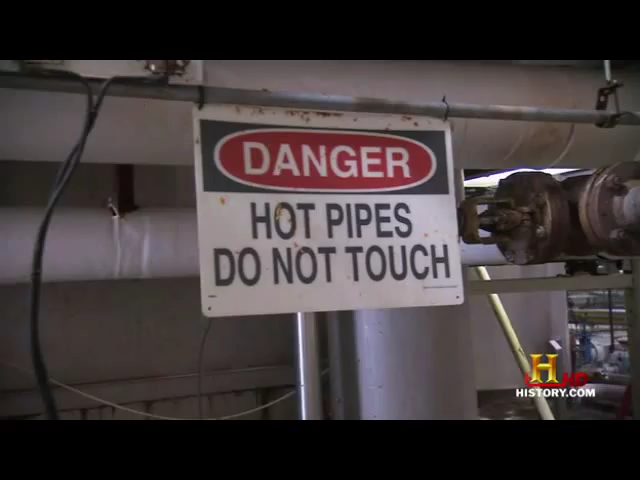 DANGER
HOT PIPES
DO NOT TOUCH
H HD
HISTORY.COM